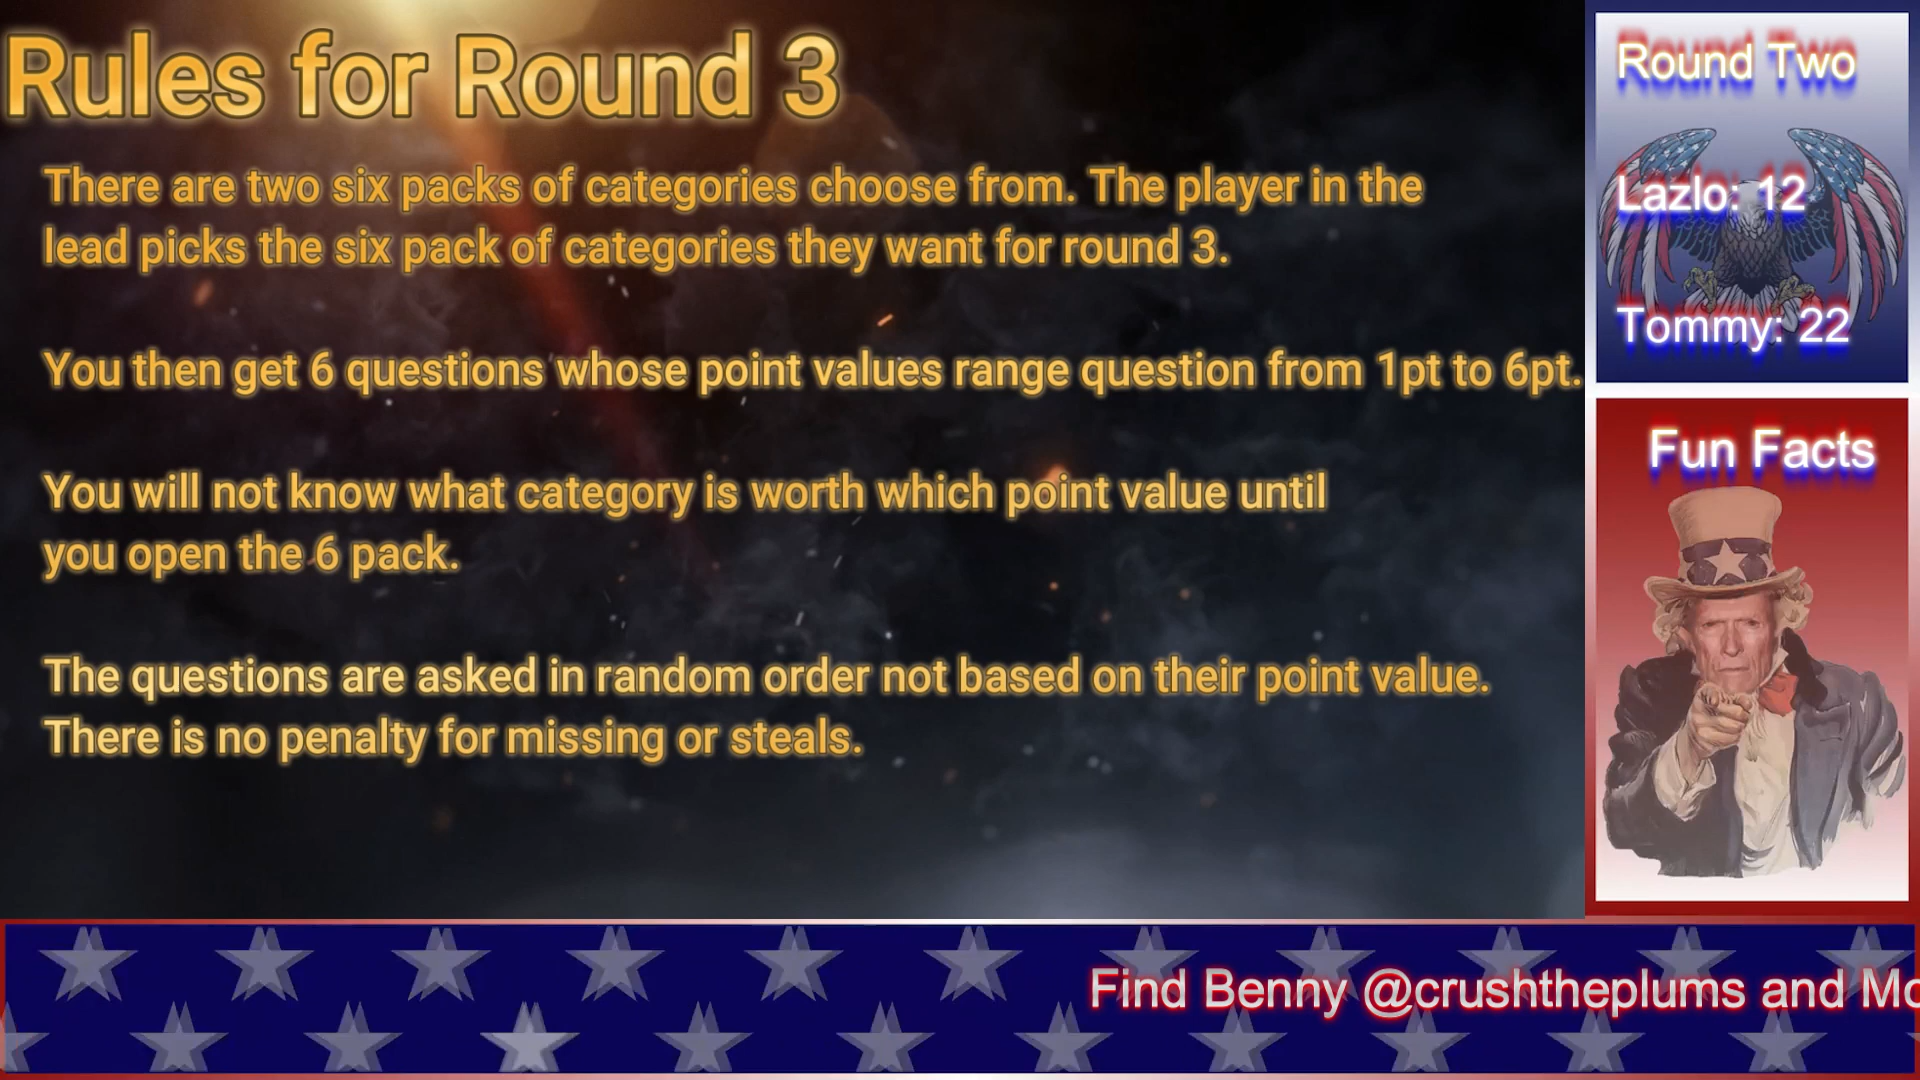 Rules for Round 3
There are two six packs of categories choose from. The player in the
lead picks the six pack of categories they want for round 3.
You then get 6 questions whose point values range question from 1pt to 6pt.
You will not know what category is worth which point value until
you open the 6 pack.
The questions are asked in random order not based on their point value.
There is no penalty for missing or steals.
Round Two
Lazlo: 12
Tommy: 22
Fun Facts
Find Benny @crushtheplums and